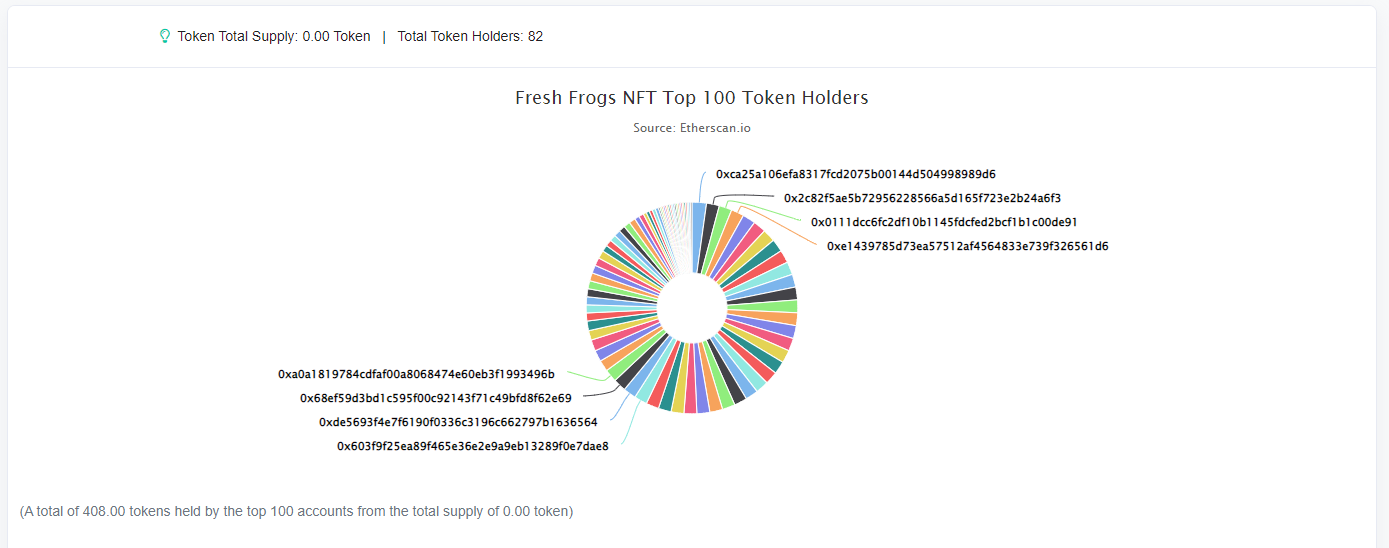 Token Total Supply: 0.00 Token | Total Token Holders: 82
Fresh Frogs NFT Top 100 Token Holders
Source: Etherscan.io
0xca25a106efa8317fcd2075b00144d504998989d6
0x2c82f5ae5b72956228566a5d165f723e2b24a6f3
0x0111dcc6fc2df10b1145fdcfed2bcf1b1c00de91
0xe1439785d73ea57512af4564833e739f326561d6
0xa0a1819784cdfaf00a8068474e60eb3f1993496b
0x68ef59d3bd1c595f00c92143f71c49bfd8f62e69
0xde5693f4e7f6190f0336c3196c662797b1636564
0x603f9f25ea89f465e36e2e9a9eb13289f0e7dae8
(A total of 408.00 tokens held by the top 100 accounts from the total supply of 0.00 token)